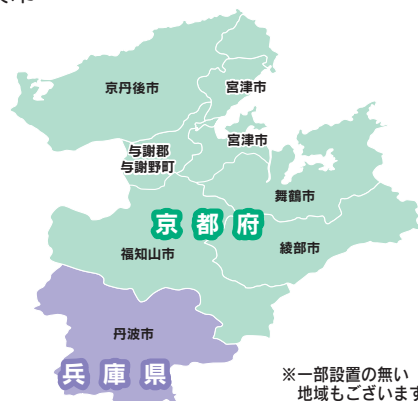 京丹後市
宮津市
宮津市
与謝郡
与謝野町
舞鶴市
京都府
福知山市
綾部市
丹波市
兵庫県
※一部設置の無い
地域もございます